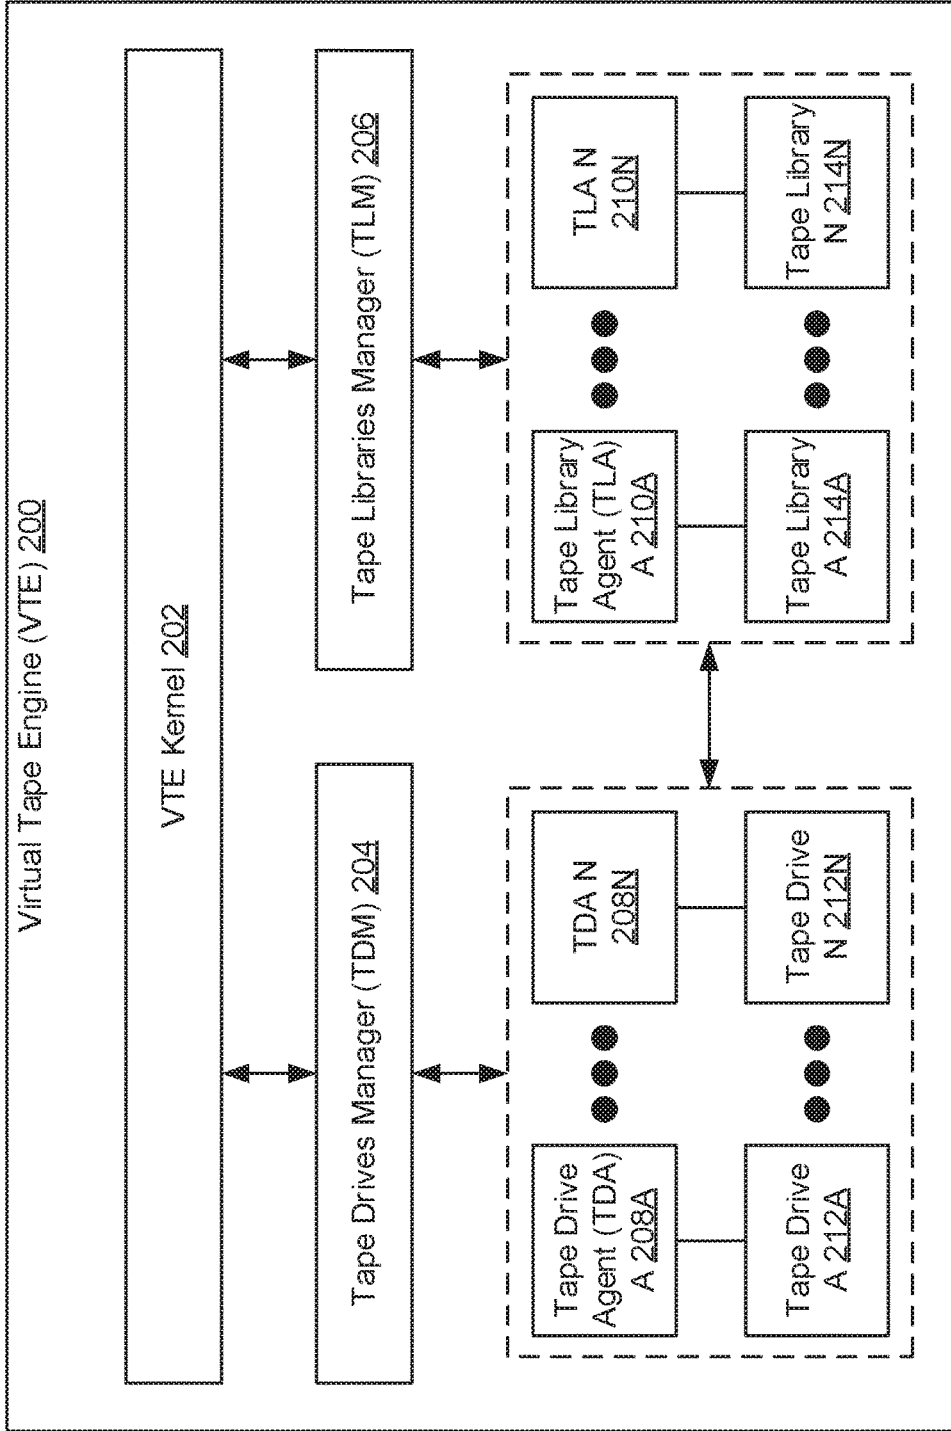 Virtual Tape Engine (VTE) 200
VTE Kernel 202
Tape Drives Manager (TDM) 204
Tape Libraries Manager (TLM) 206
Tape Drive
Agent (TDA)
A 208A
TDA N
208N
Tape Library
Agent (TLA)
A 210A
TLA N
210N
Tape Drive
A 212A
Tape Drive
N 212N
Tape Library
A 214A
Tape Library
N 214N